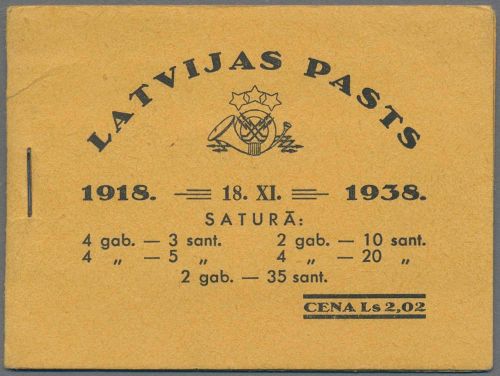 LATVIJAS PASTS
1918. 18. XI. 1938.
SATURĀ:
4 gab. — 3 sant. 2 gab. — 10 sant.
4 „ — 5 „ 4 „ — 20 „
2 gab. — 35 sant.
CENA Ls 2,02